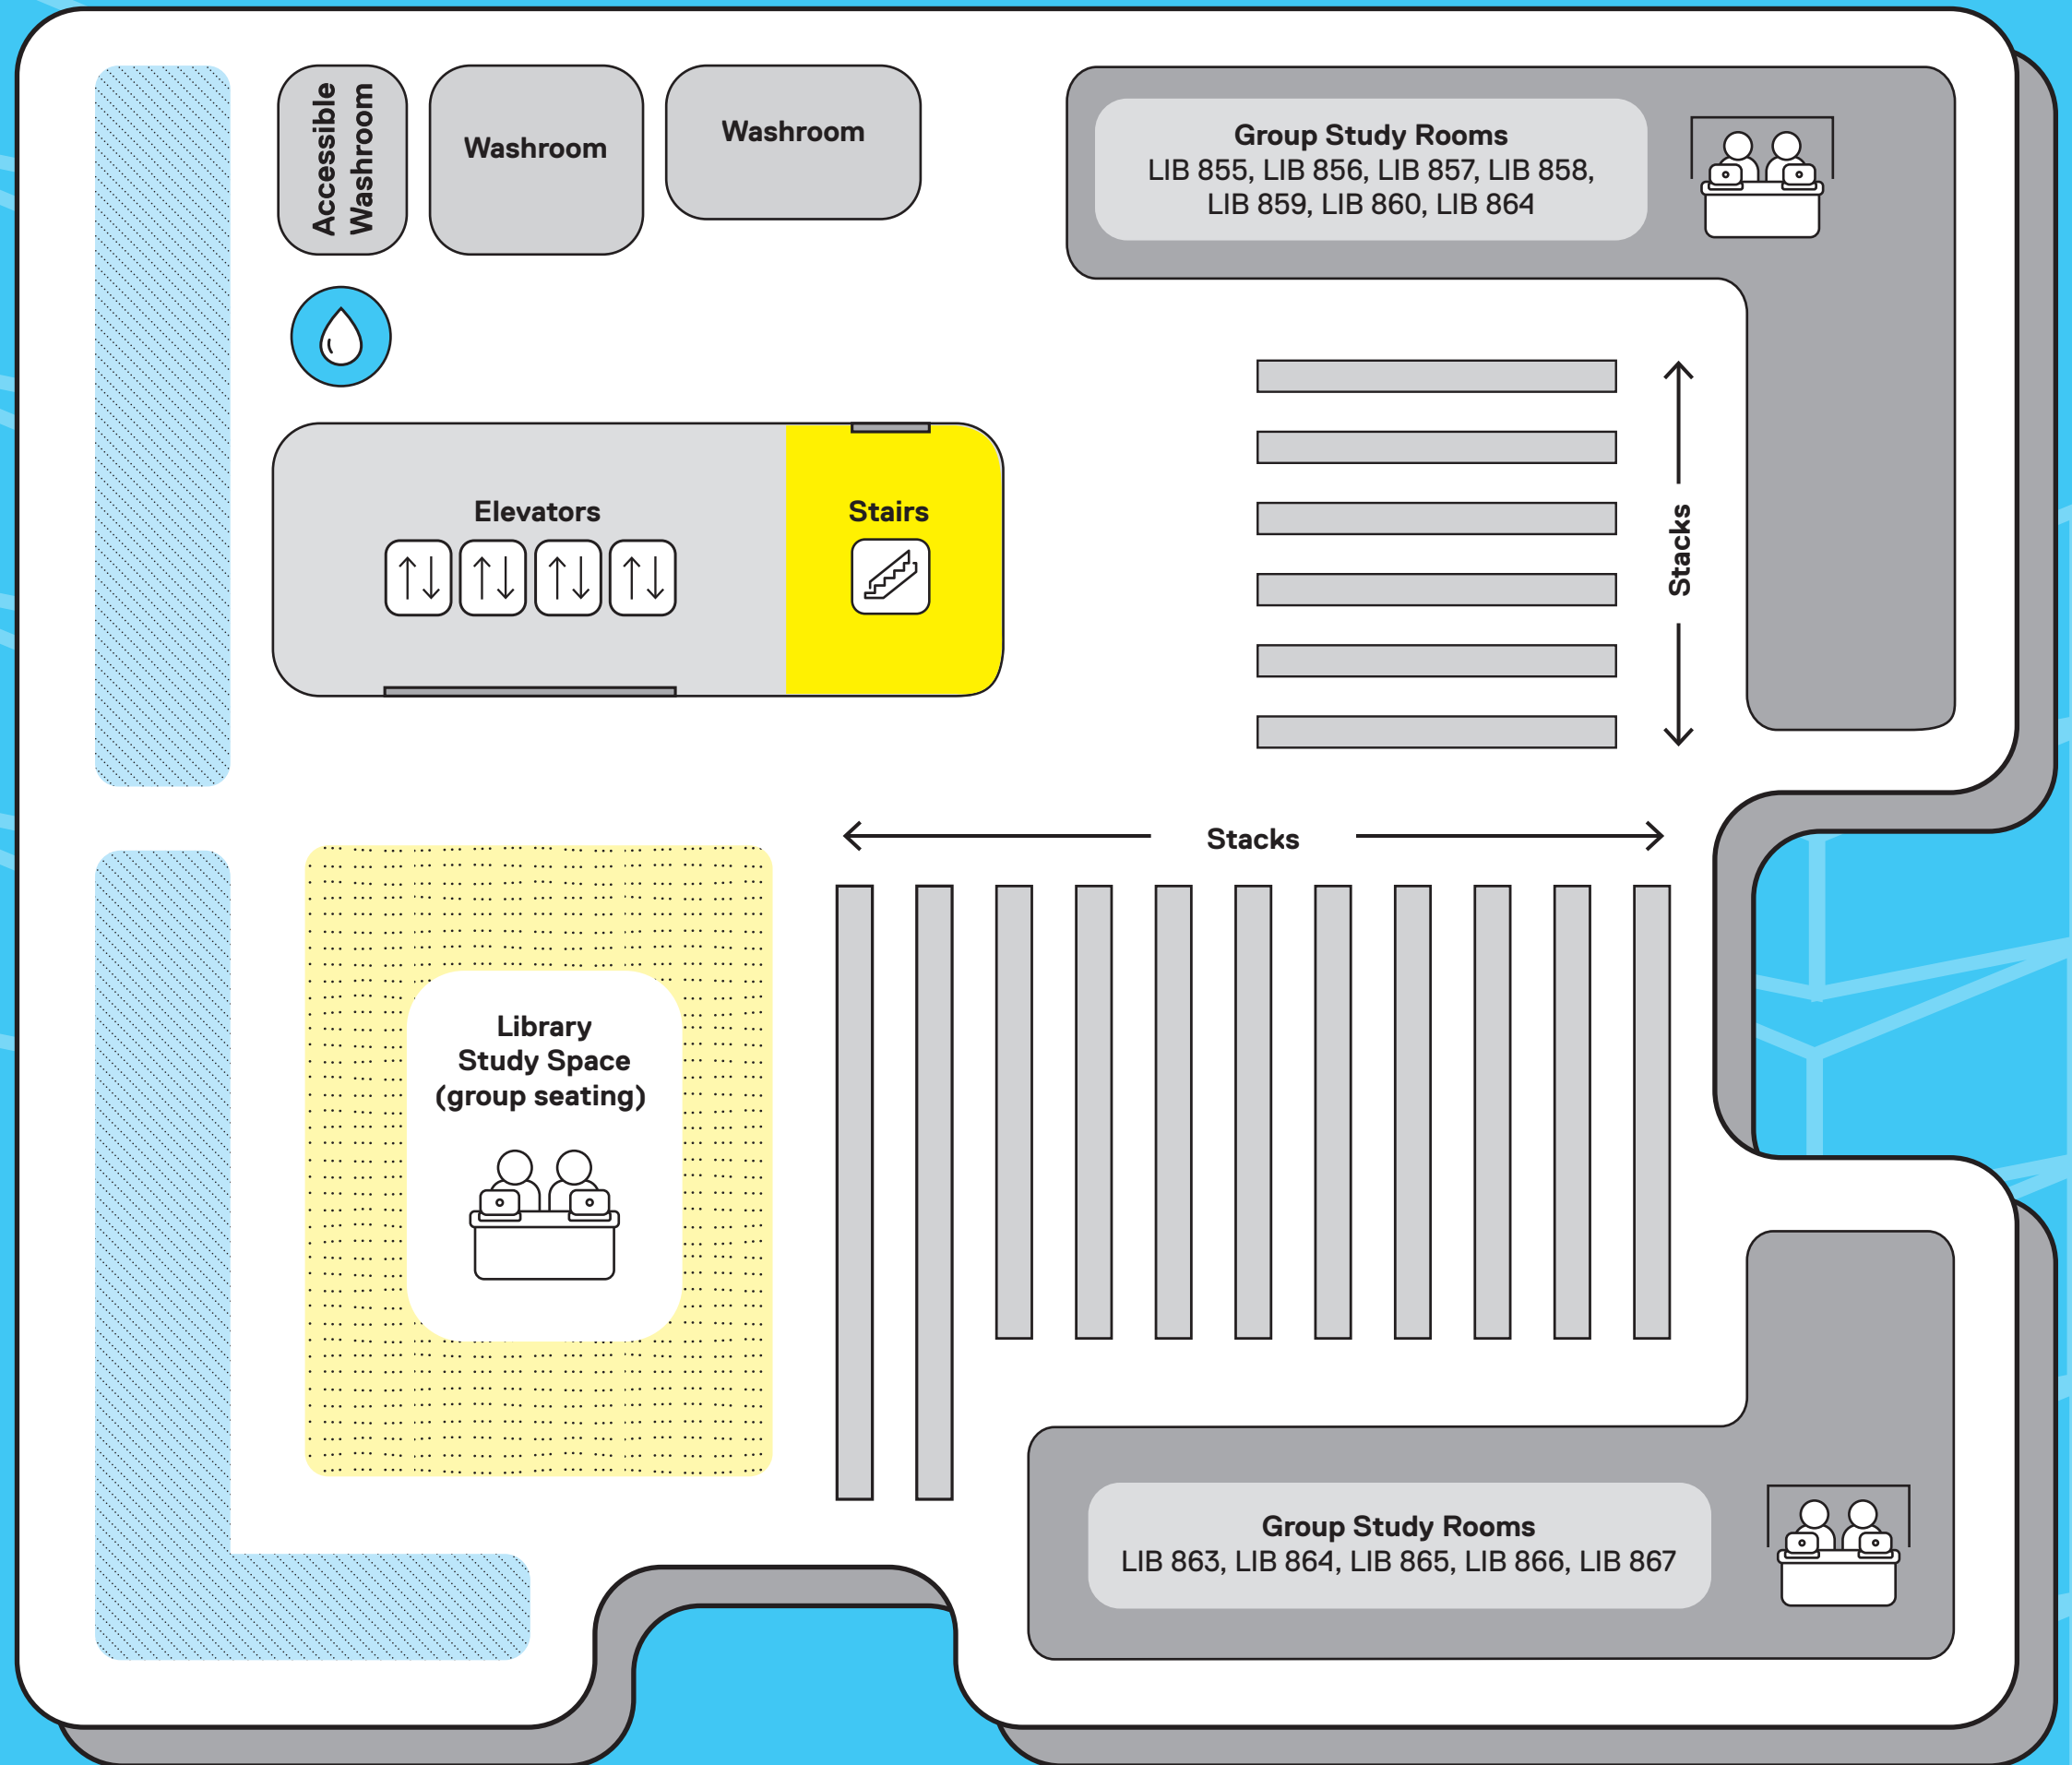 Accessible
Washroom
Washroom
Washroom
Group Study Rooms
LIB 855, LIB 856, LIB 857, LIB 858,
LIB 859, LIB 860, LIB 864
Elevators
Stairs
Stacks
Stacks
Library
Study Space
(group seating)
Group Study Rooms
LIB 863, LIB 864, LIB 865, LIB 866, LIB 867